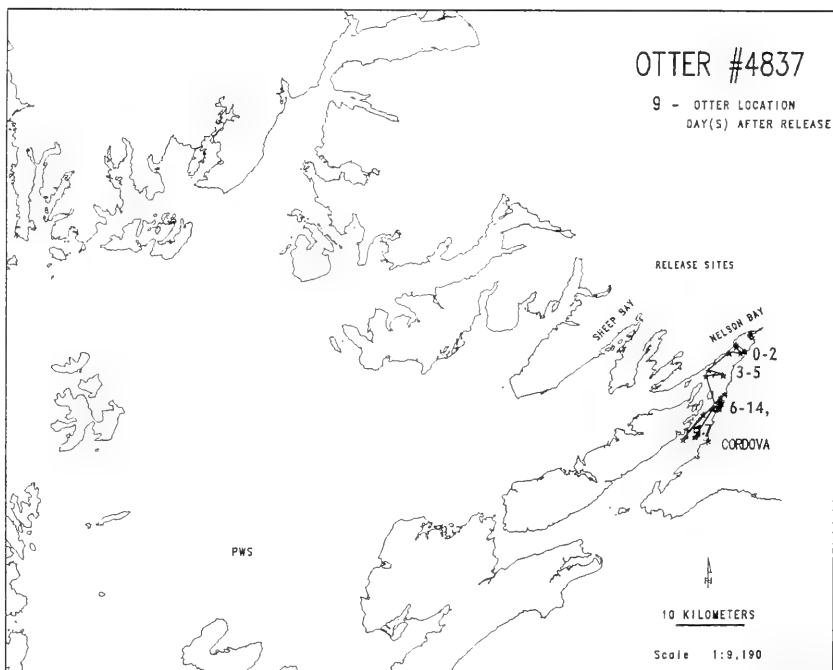 OTTER #4837
9 - OTTER LOCATION
DAY(S) AFTER RELEASE
RELEASE SITES
SHEEP BAY
NELSON BAY
0-2
3-5
6-14,
CORDOVA
PWS
N
10 KILOMETERS
Scale 1:9,190